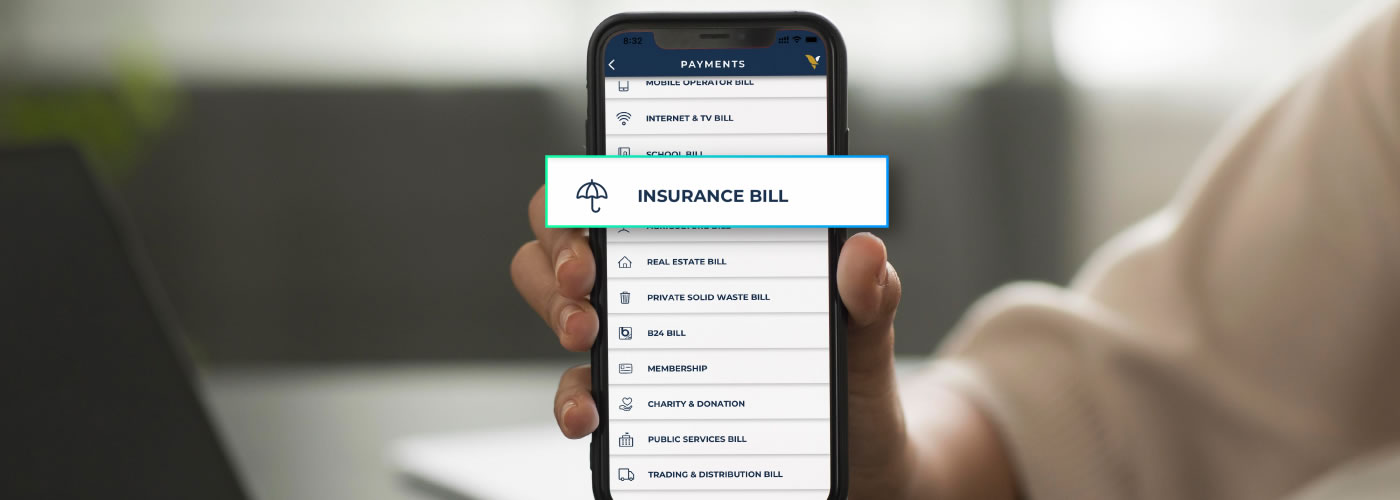 8:32
PAYMENTS
MOBILE OPERATOR BILL
INTERNET & TV BILL
SCHOOL BILL
INSURANCE BILL
REAL ESTATE BILL
PRIVATE SOLID WASTE BILL
B24 BILL
MEMBERSHIP
CHARITY & DONATION
PUBLIC SERVICES BILL
TRADING & DISTRIBUTION BILL